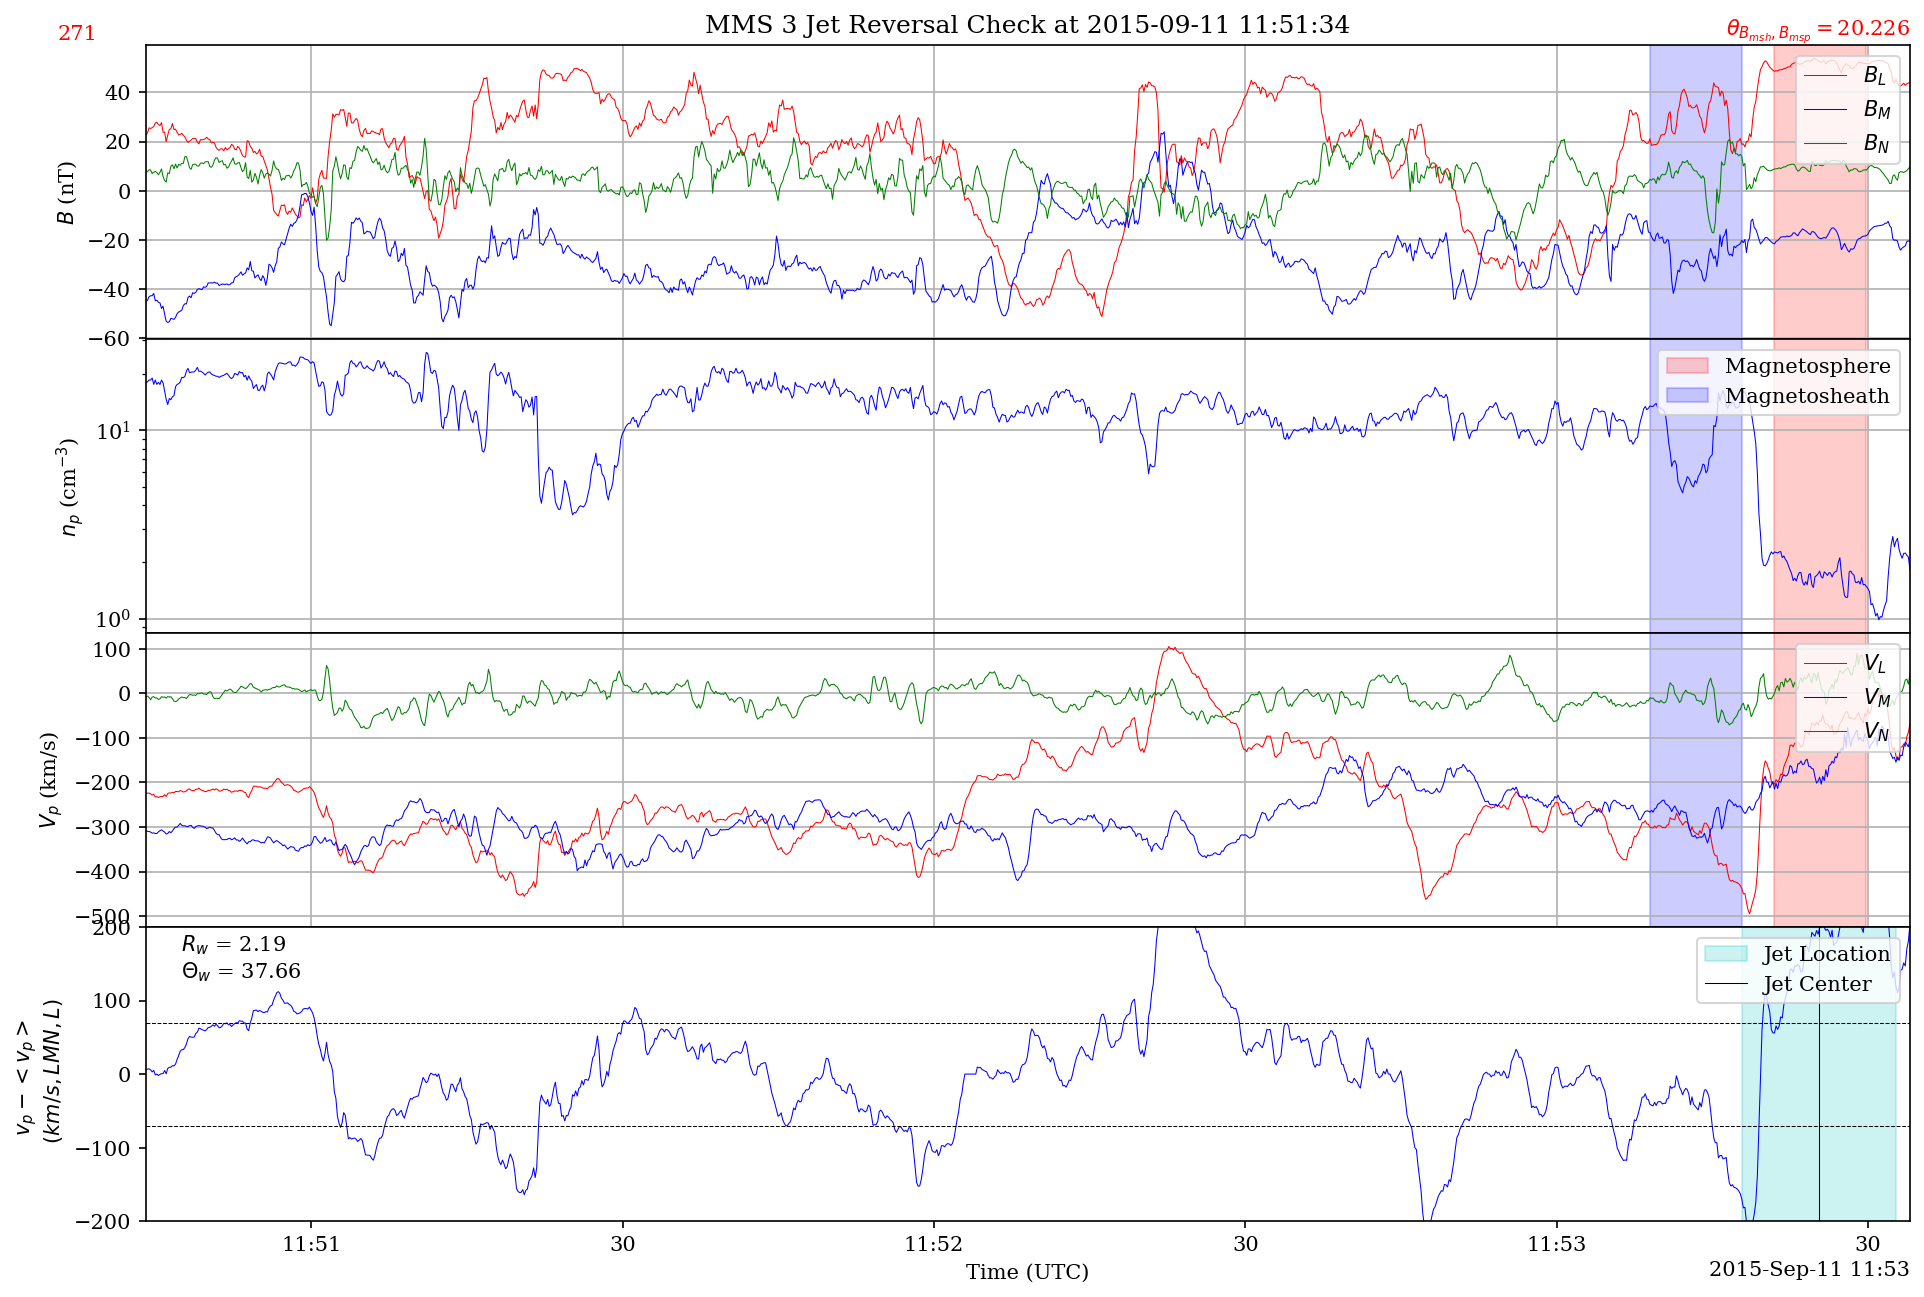 MMS 3 Jet Reversal Check at 2015-09-11 11:51:34
271
θ_{B_{msh}, B_{msp}} = 20.226
40
20
0
−20
−40
−60
B (nT)
B_L
B_M
B_N
10^1
10^0
n_p (cm^{−3})
Magnetosphere
Magnetosheath
100
0
−100
−200
−300
−400
−500
V_p (km/s)
V_L
V_M
V_N
200
100
0
−100
−200
v_p − < v_p >
(km/s, LMN, L)
R_w = 2.19
Θ_w = 37.66
Jet Location
Jet Center
11:51 30 11:52 30 11:53 30
Time (UTC)
2015-Sep-11 11:53